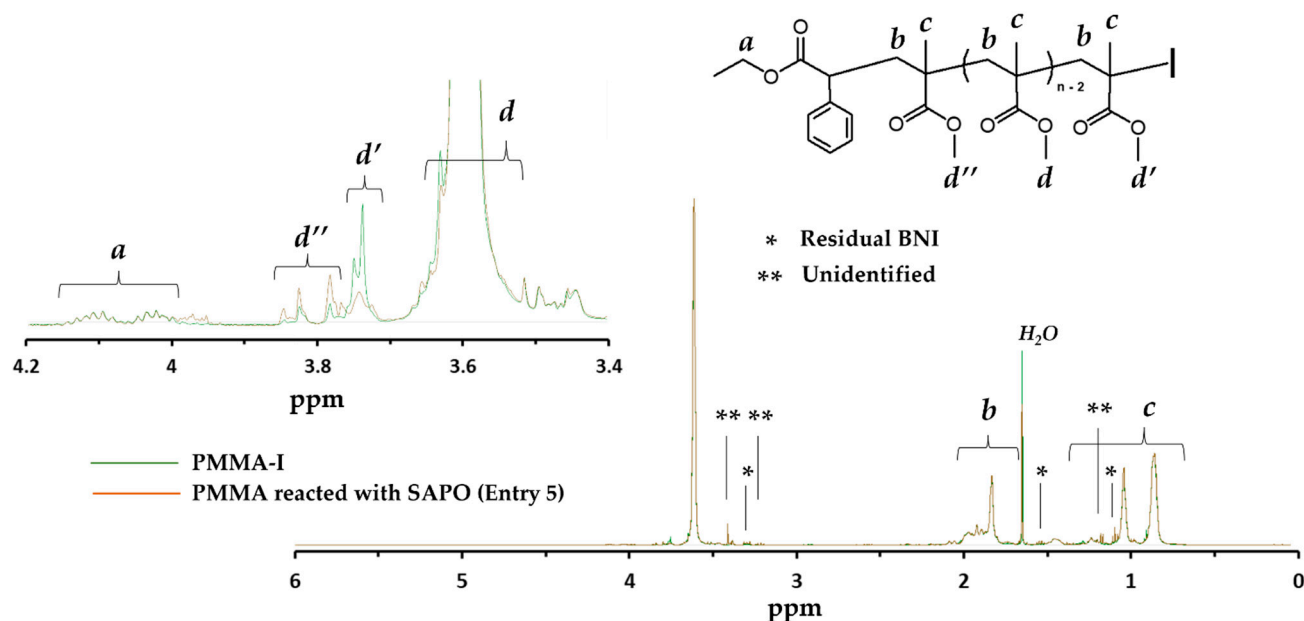 a
O
O
b
c
b
c
b
c
I
n - 2
O
O
O
O
O
O
d''
d
d'
* Residual BNI
** Unidentified
a
d''
d'
d
4.2 4 3.8 3.6 3.4
ppm
PMMA-I
PMMA reacted with SAPO (Entry 5)
** **
*
*
H2O
b
**
*
c
6 5 4 3 2 1 0
ppm